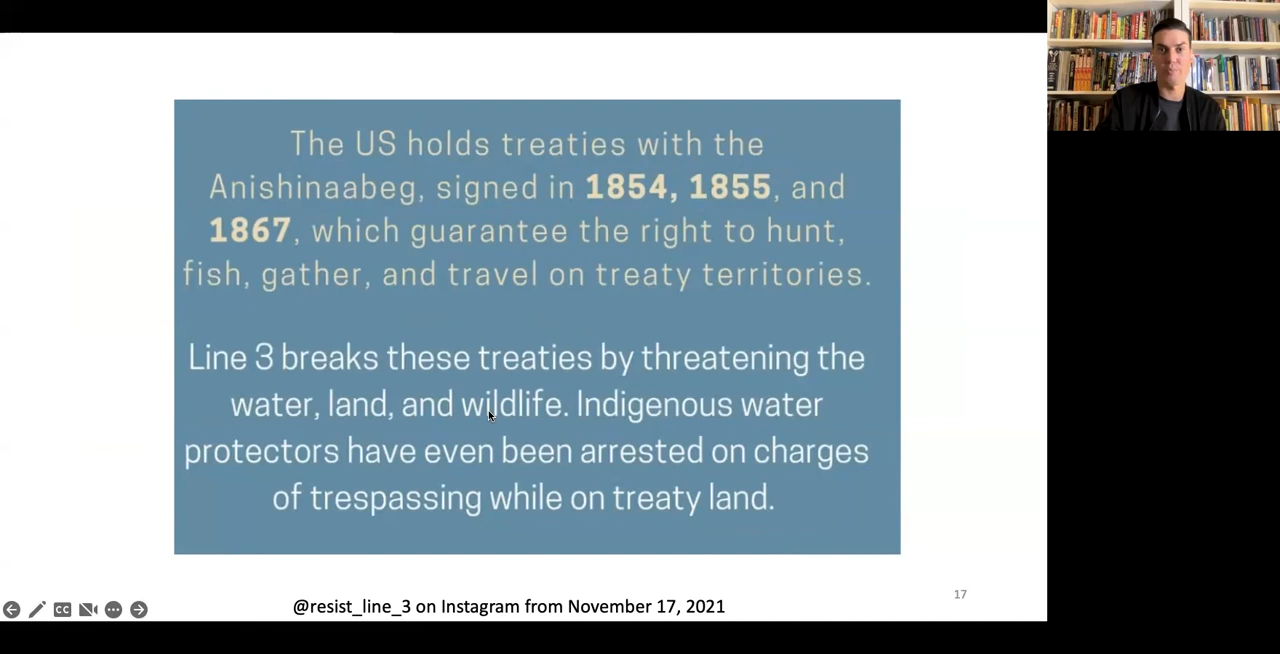 The US holds treaties with the
Anishinaabeg, signed in 1854, 1855, and
1867, which guarantee the right to hunt,
fish, gather, and travel on treaty territories.
Line 3 breaks these treaties by threatening the
water, land, and wildlife. Indigenous water
protectors have even been arrested on charges
of trespassing while on treaty land.
@resist_line_3 on Instagram from November 17, 2021
17
CC